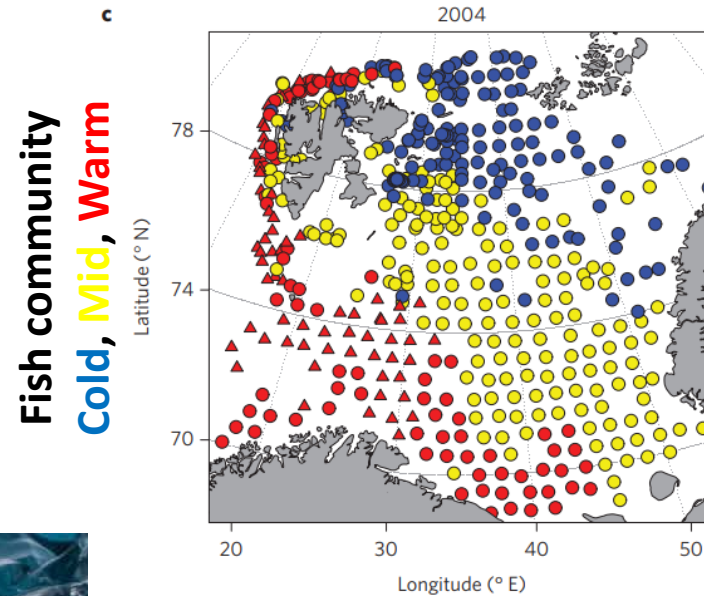 Fish community
Cold, Mid, Warm
c
2004
78
74
70
Latitude (° N)
20 30 40 50
Longitude (° E)